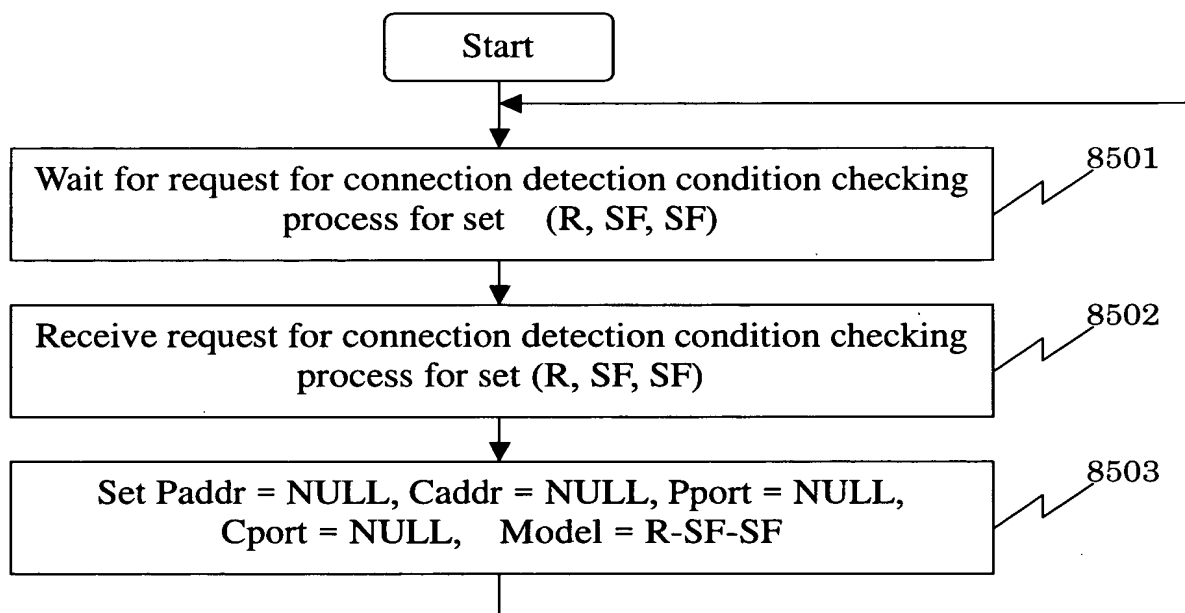 Start
Wait for request for connection detection condition checking
process for set (R, SF, SF)
8501
Receive request for connection detection condition checking
process for set (R, SF, SF)
8502
Set Paddr = NULL, Caddr = NULL, Pport = NULL,
Cport = NULL, Model = R-SF-SF
8503